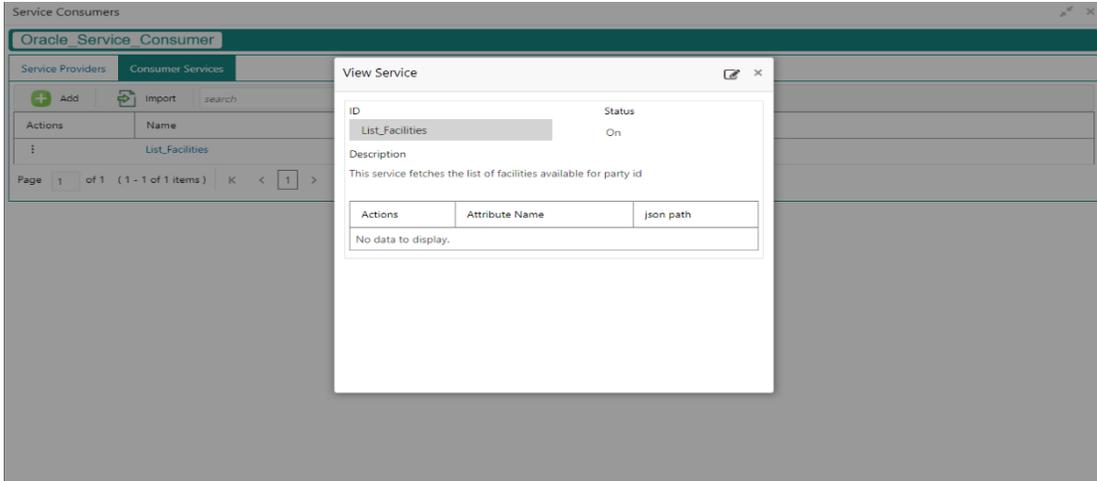 Service Consumers
Oracle_Service_Consumer
Service Providers
Consumer Services
Add
Import
search
Actions
Name
List_Facilities
Page 1 of 1 (1 - 1 of 1 items) K < 1 >
View Service
ID
Status
List_Facilities
On
Description
This service fetches the list of facilities available for party id
Actions
Attribute Name
json path
No data to display.